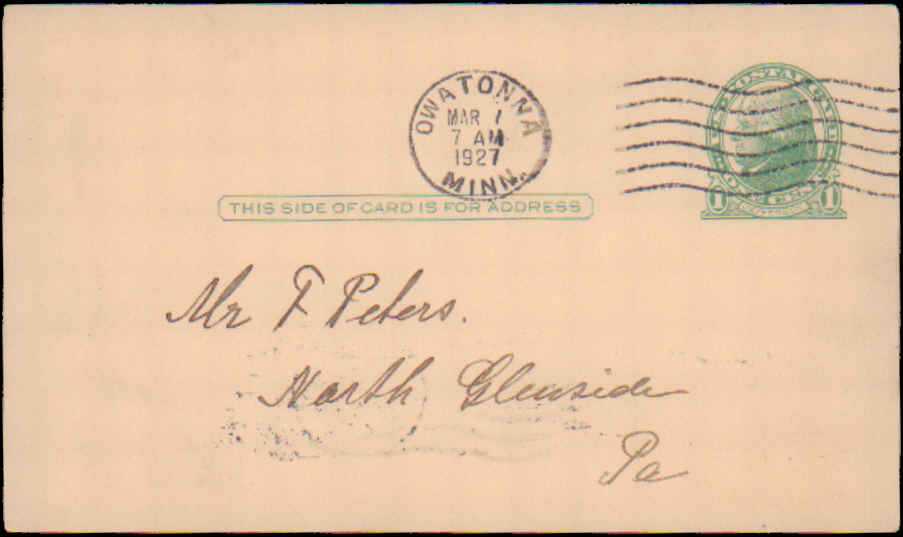 OWATONNA
MAR 7
7 AM
1927
MINN.
1 1
THIS SIDE OF CARD IS FOR ADDRESS
Mr F Peters.
North Glenside
Pa